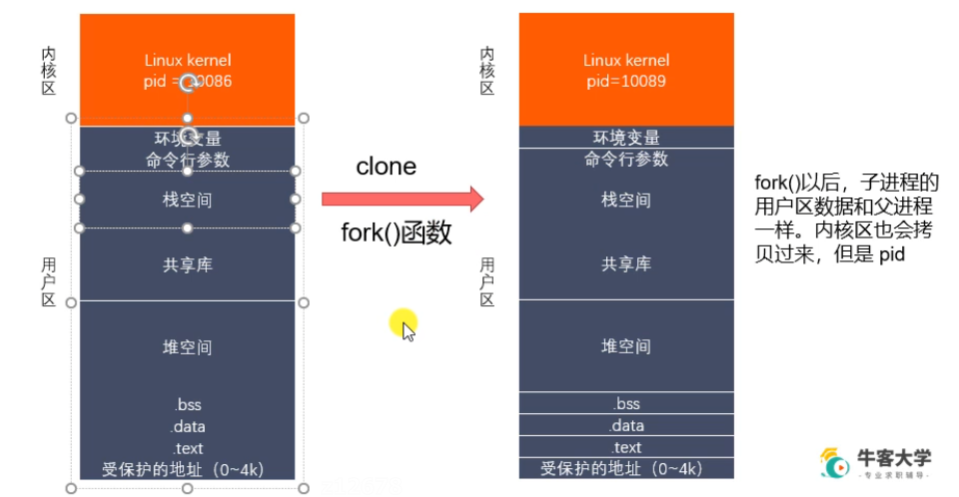 内核区
Linux kernel
pid = 10086
环境变量
命令行参数
栈空间
用户区
共享库
堆空间
.bss
.data
.text
受保护的地址（0~4k）
clone
fork()函数
内核区
Linux kernel
pid=10089
环境变量
命令行参数
栈空间
用户区
共享库
堆空间
.bss
.data
.text
受保护的地址（0~4k）
fork()以后，子进程的
用户区数据和父进程
一样。内核区也会拷
贝过来，但是 pid
牛客大学
·专业求职辅导·